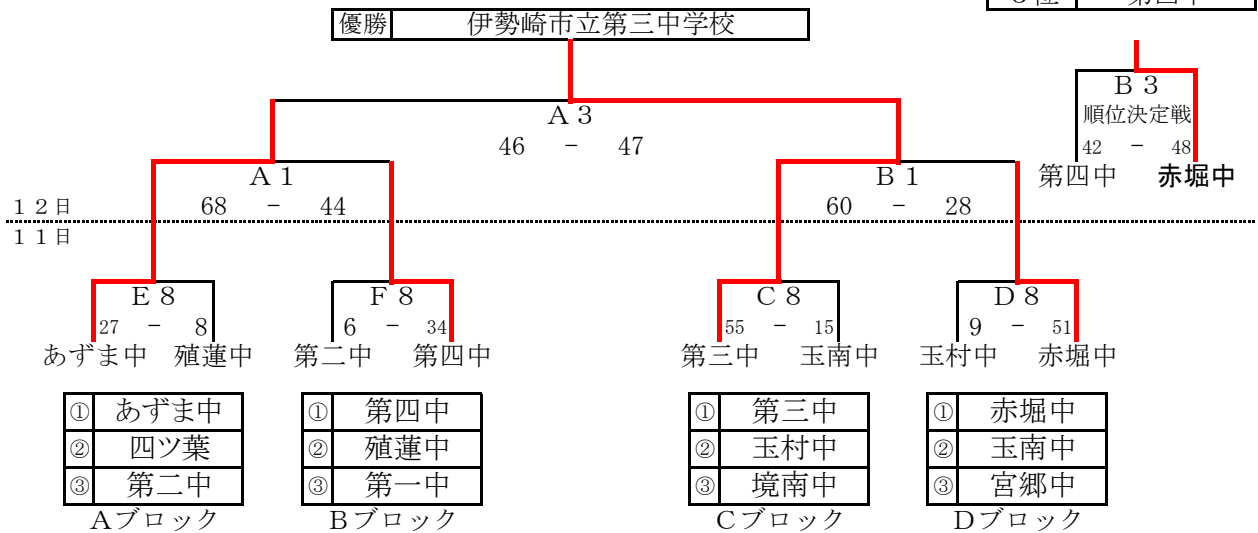 優勝 伊勢崎市立第三中学校
A３
46 － 47
B３
順位決定戦
42 － 48
第四中 赤堀中
A１
68 － 44
B１
60 － 28
１２日
１１日
E８
27 － 8
あずま中 殖蓮中
F８
6 － 34
第二中 第四中
C８
55 － 15
第三中 玉南中
D８
9 － 51
玉村中 赤堀中
① あずま中
② 四ツ葉
③ 第二中
Aブロック
① 第四中
② 殖蓮中
③ 第一中
Bブロック
① 第三中
② 玉村中
③ 境南中
Cブロック
① 赤堀中
② 玉南中
③ 宮郷中
Dブロック